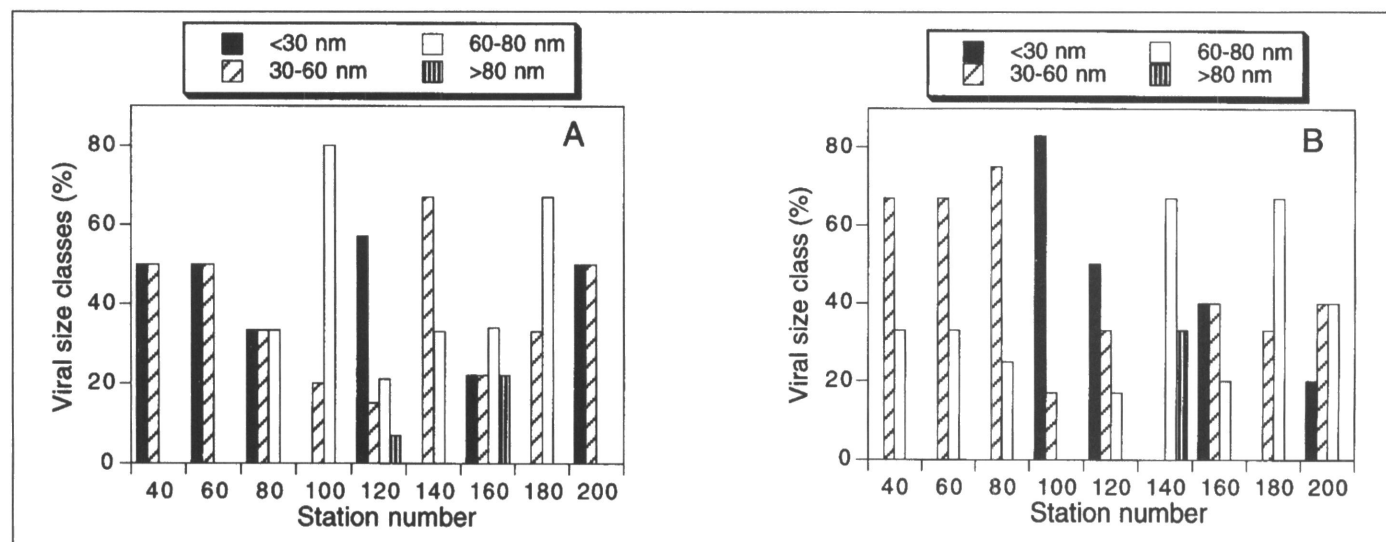 <30 nm 60-80 nm
30-60 nm >80 nm
A
Viral size classes (%)
80
60
40
20
0
40 60 80 100 120 140 160 180 200
Station number
<30 nm 60-80 nm
30-60 nm >80 nm
B
Viral size class (%)
80
60
40
20
0
40 60 80 100 120 140 160 180 200
Station number